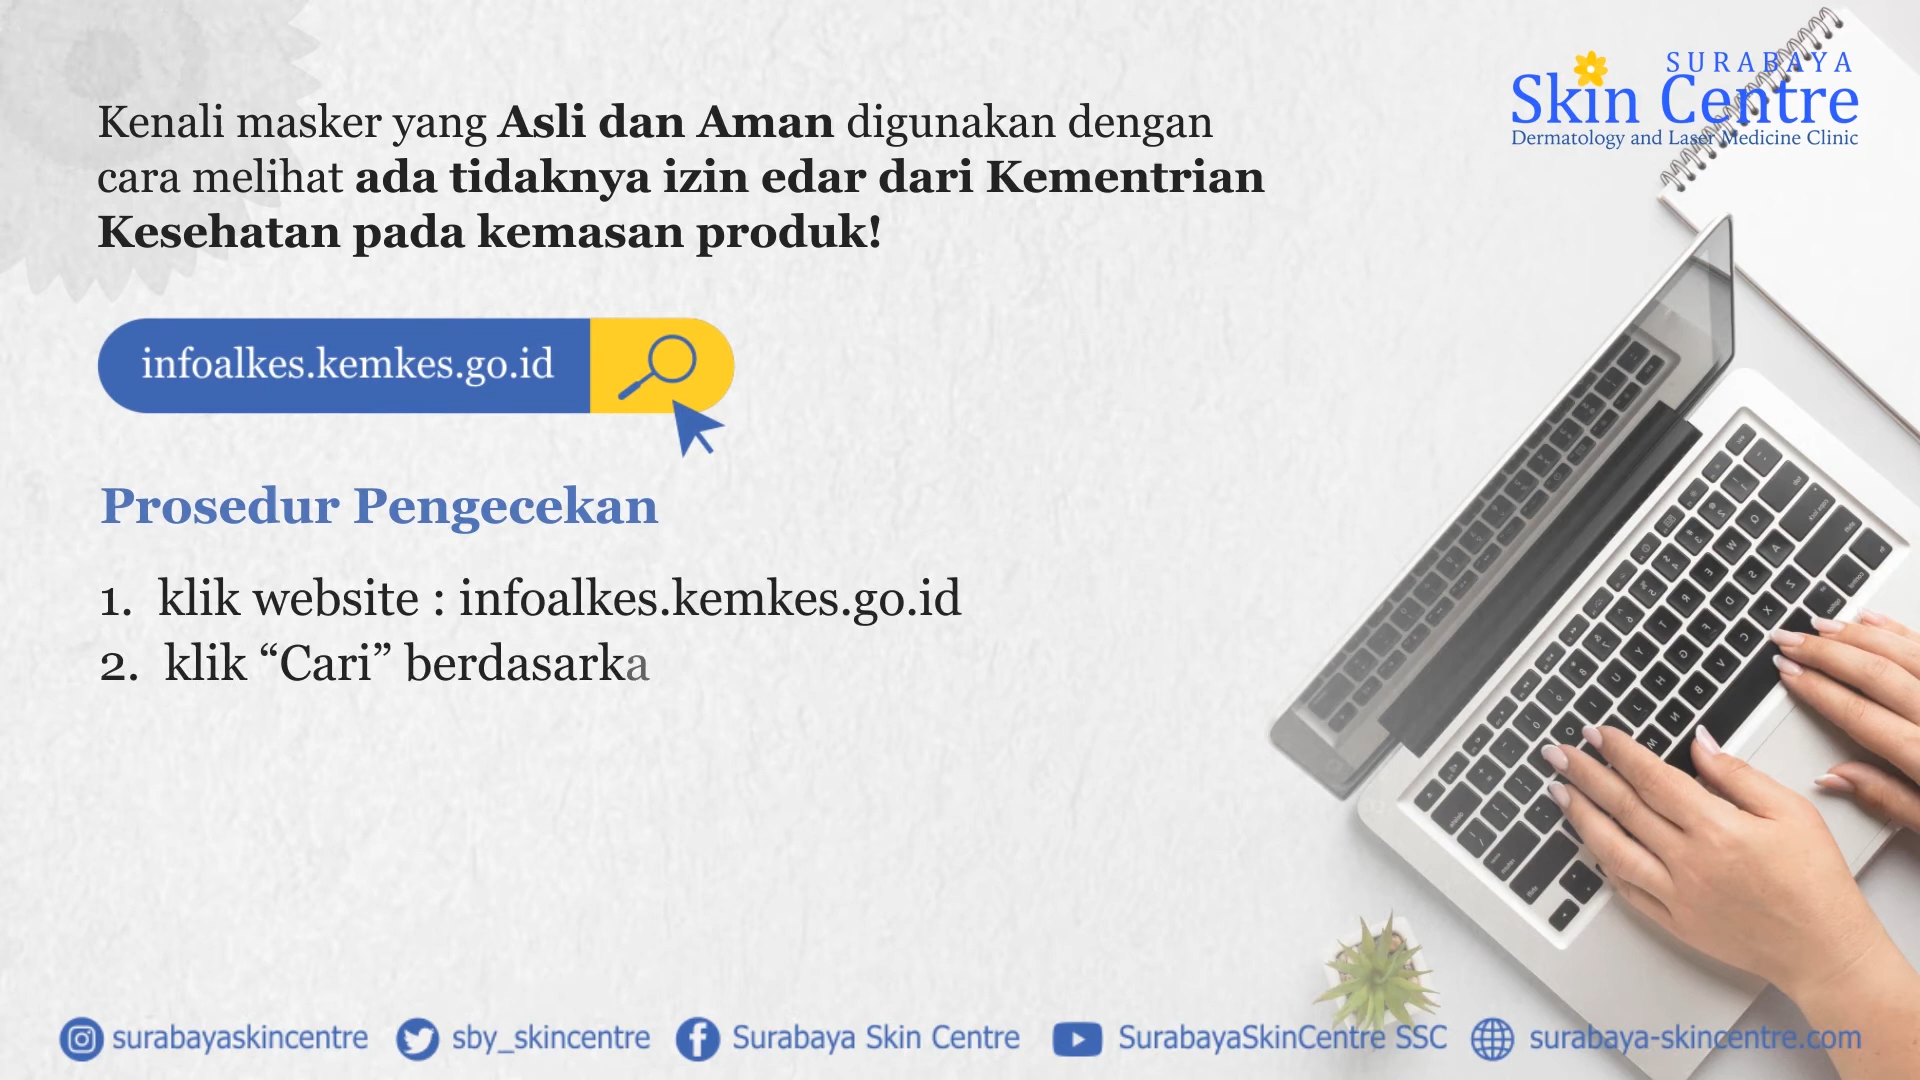 SURABAYA
Skin Centre
Dermatology and Laser Medicine Clinic
Kenali masker yang Asli dan Aman digunakan dengan
cara melihat ada tidaknya izin edar dari Kementrian
Kesehatan pada kemasan produk!
infoalkes.kemkes.go.id
Prosedur Pengecekan
1. klik website : infoalkes.kemkes.go.id
2. klik “Cari” berdasarka
surabayaskincentre
sby_skincentre
Surabaya Skin Centre
SurabayaSkinCentre SSC
surabaya-skincentre.com